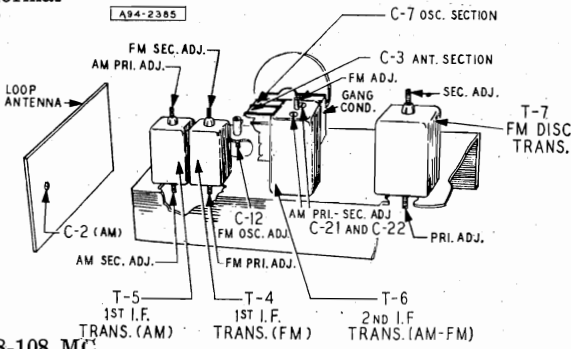 A94-2385
C-7 OSC. SECTION
FM SEC. ADJ.
C-3 ANT. SECTION
AM PRI. ADJ.
FM ADJ.
GANG
COND.
SEC. ADJ.
LOOP
ANTENNA
T-7
FM DISC
TRANS.
C-2 (AM)
C-12
FM OSC. ADJ.
AM PRI.-SEC. ADJ
C-21 AND C-22
PRI. ADJ.
AM SEC. ADJ.
FM PRI. ADJ.
T-5
1ST I.F.
TRANS. (AM)
T-4
1ST I.F.
TRANS. (FM)
T-6
2ND I.F
TRANS. (AM-FM)
8-108 MC